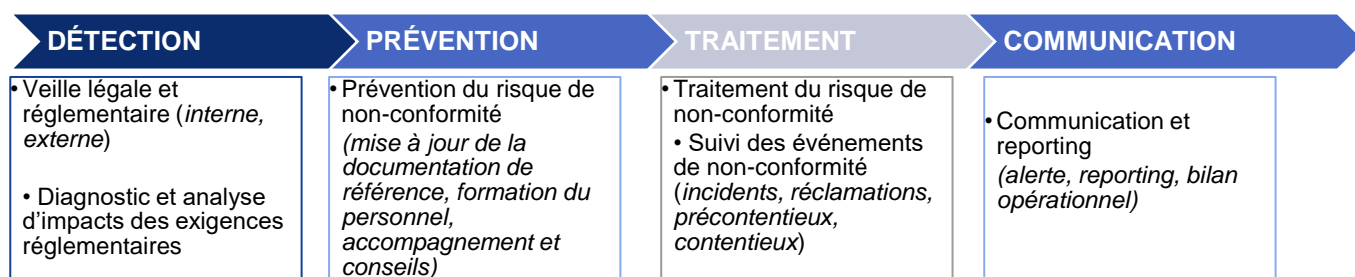 DÉTECTION
PRÉVENTION
TRAITEMENT
COMMUNICATION
• Veille légale et
réglementaire (interne,
externe)
• Diagnostic et analyse
d’impacts des exigences
réglementaires
• Prévention du risque de
non-conformité
(mise à jour de la
documentation de
référence, formation du
personnel,
accompagnement et
conseils)
• Traitement du risque de
non-conformité
• Suivi des événements
de non-conformité
(incidents, réclamations,
précontentieux,
contentieux)
• Communication et
reporting
(alerte, reporting, bilan
opérationnel)